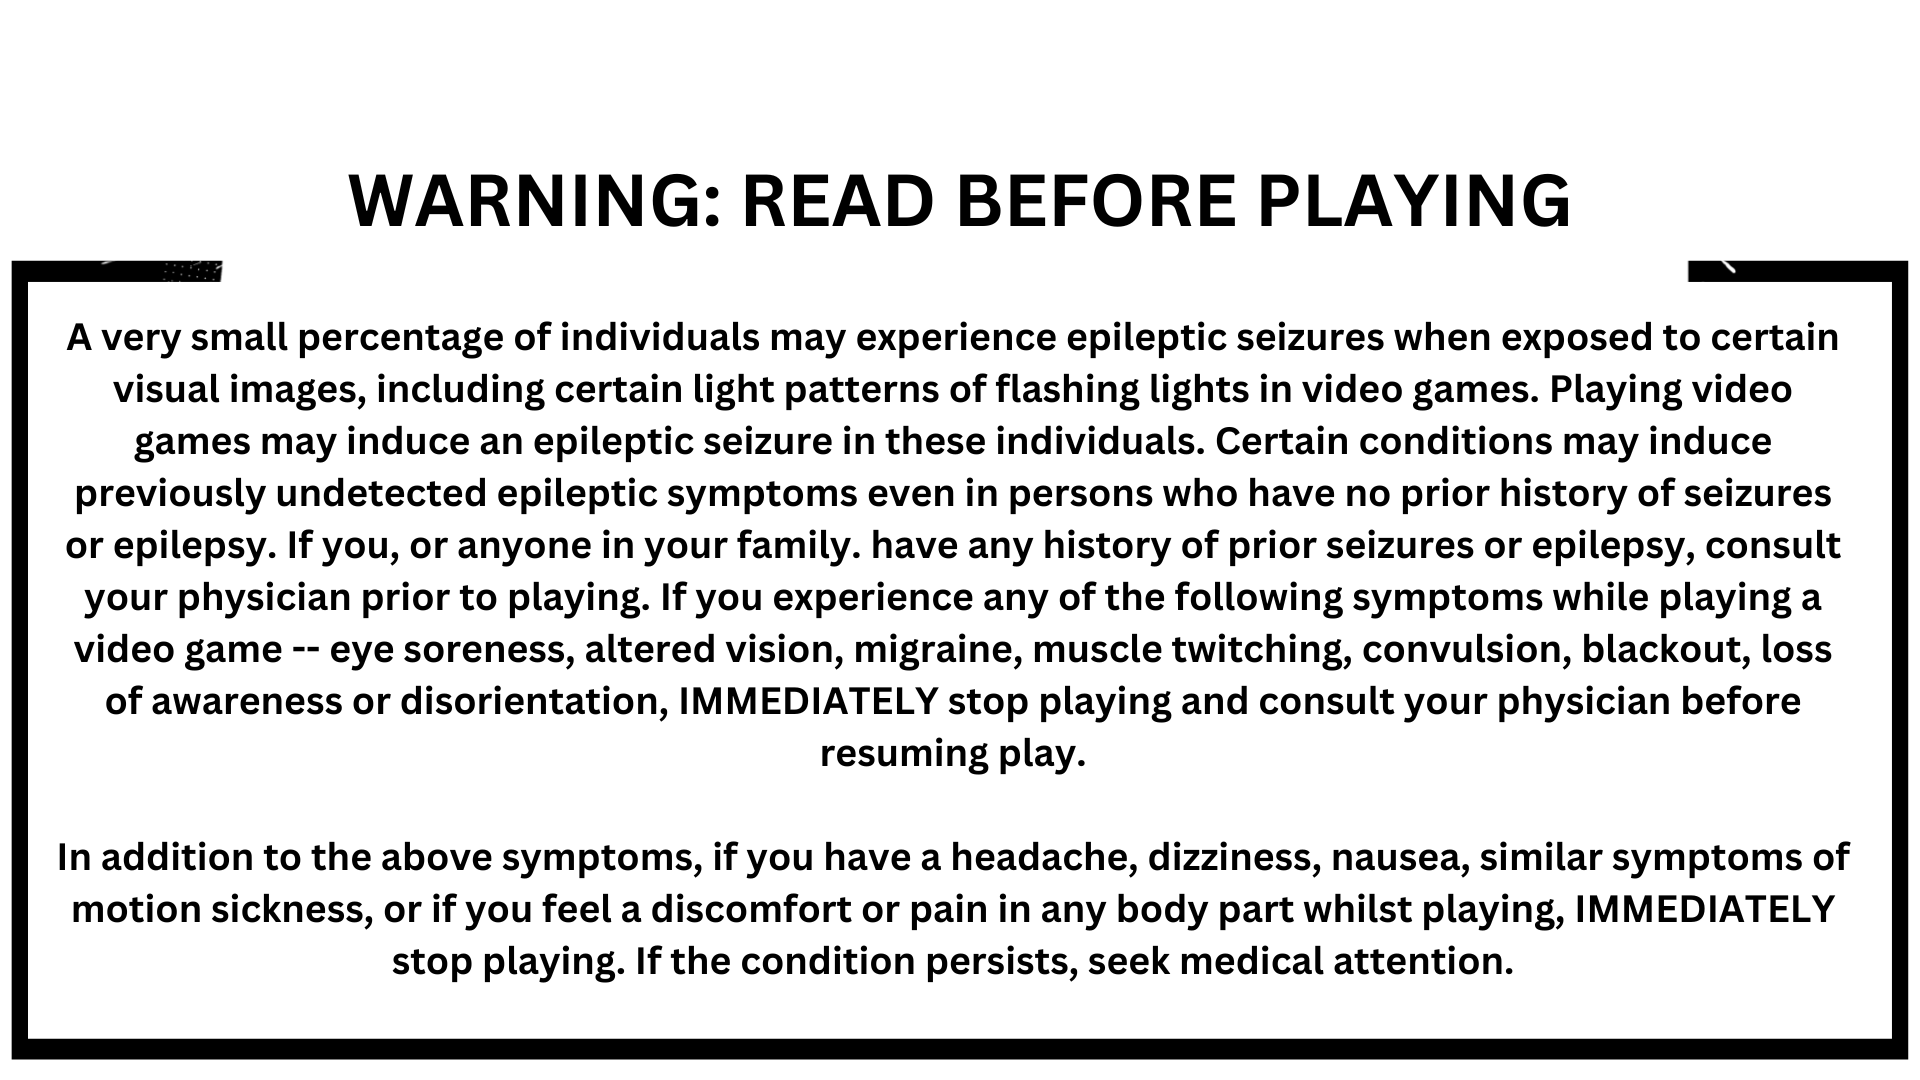 WARNING: READ BEFORE PLAYING
A very small percentage of individuals may experience epileptic seizures when exposed to certain
visual images, including certain light patterns of flashing lights in video games. Playing video
games may induce an epileptic seizure in these individuals. Certain conditions may induce
previously undetected epileptic symptoms even in persons who have no prior history of seizures
or epilepsy. If you, or anyone in your family. have any history of prior seizures or epilepsy, consult
your physician prior to playing. If you experience any of the following symptoms while playing a
video game -- eye soreness, altered vision, migraine, muscle twitching, convulsion, blackout, loss
of awareness or disorientation, IMMEDIATELY stop playing and consult your physician before
resuming play.
In addition to the above symptoms, if you have a headache, dizziness, nausea, similar symptoms of
motion sickness, or if you feel a discomfort or pain in any body part whilst playing, IMMEDIATELY
stop playing. If the condition persists, seek medical attention.